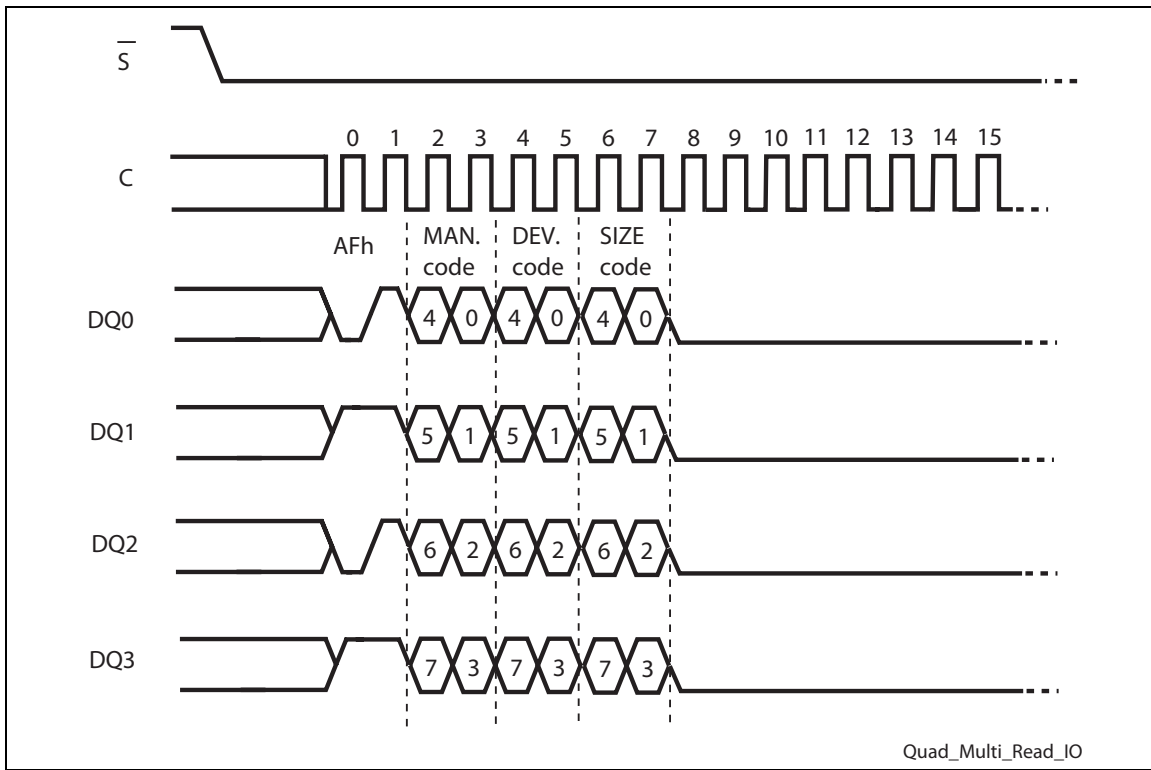 S
0 1 2 3 4 5 6 7 8 9 10 11 12 13 14 15
C
AFh
MAN. code
DEV. code
SIZE code
DQ0
4 0 4 0 4 0
DQ1
5 1 5 1 5 1
DQ2
6 2 6 2 6 2
DQ3
7 3 7 3 7 3
Quad_Multi_Read_IO